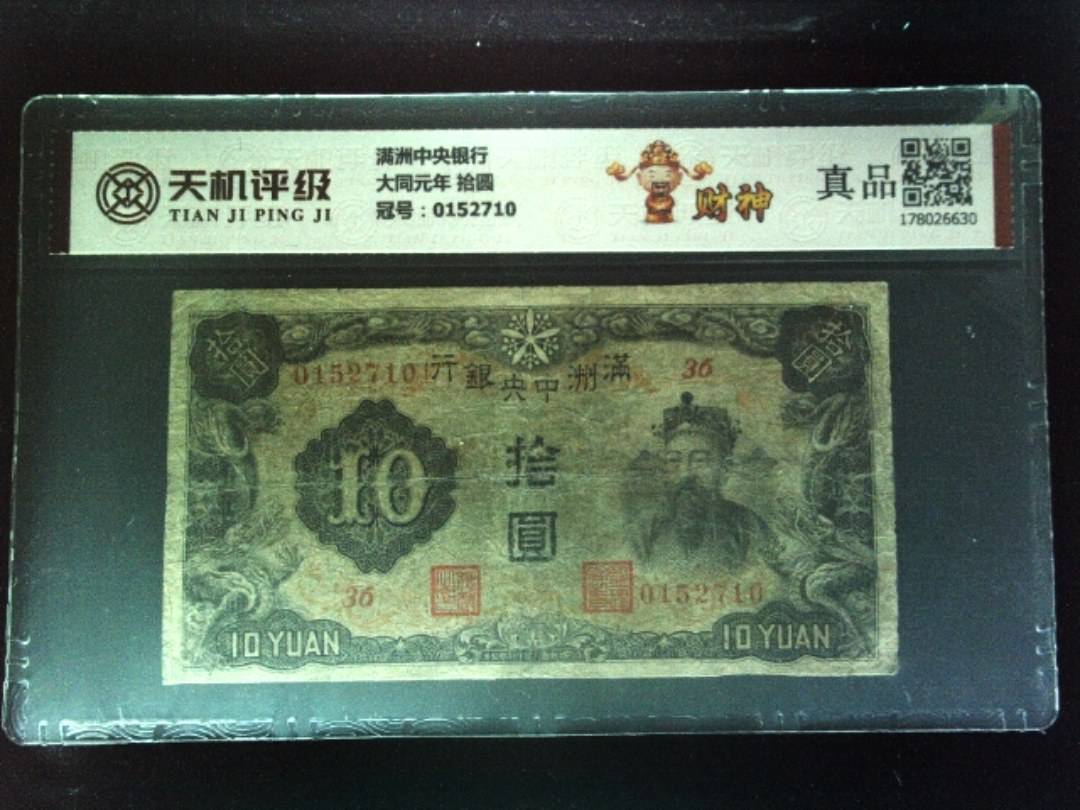 天机评级
TIAN JI PING JI
满洲中央银行
大同元年 拾圆
冠号：0152710
财神
真品
178026630
拾圓
拾圓
0152710
行銀央中洲滿
36
10
拾
圓
36
0152710
10 YUAN
10 YUAN